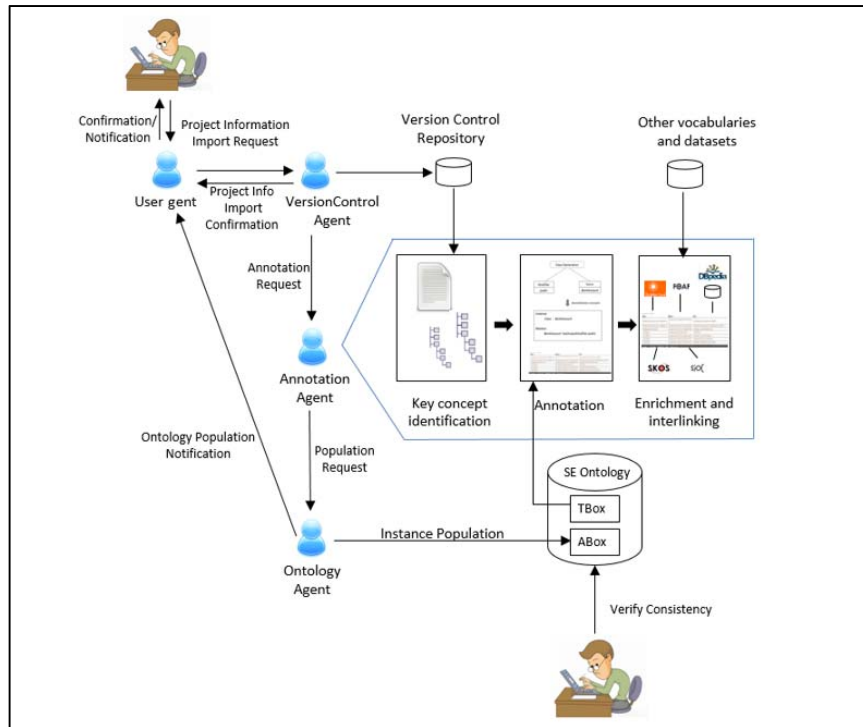 Confirmation/
Notification
Project Information
Import Request
User gent
Project Info
Import
Confirmation
VersionControl
Agent
Version Control
Repository
Other vocabularies
and datasets
Annotation
Request
Annotation
Agent
DBpedia
SKOS
Key concept
identification
Annotation
Enrichment and
interlinking
Ontology Population
Notification
Population
Request
SE Ontology
TBox
ABox
Instance Population
Ontology
Agent
Verify Consistency